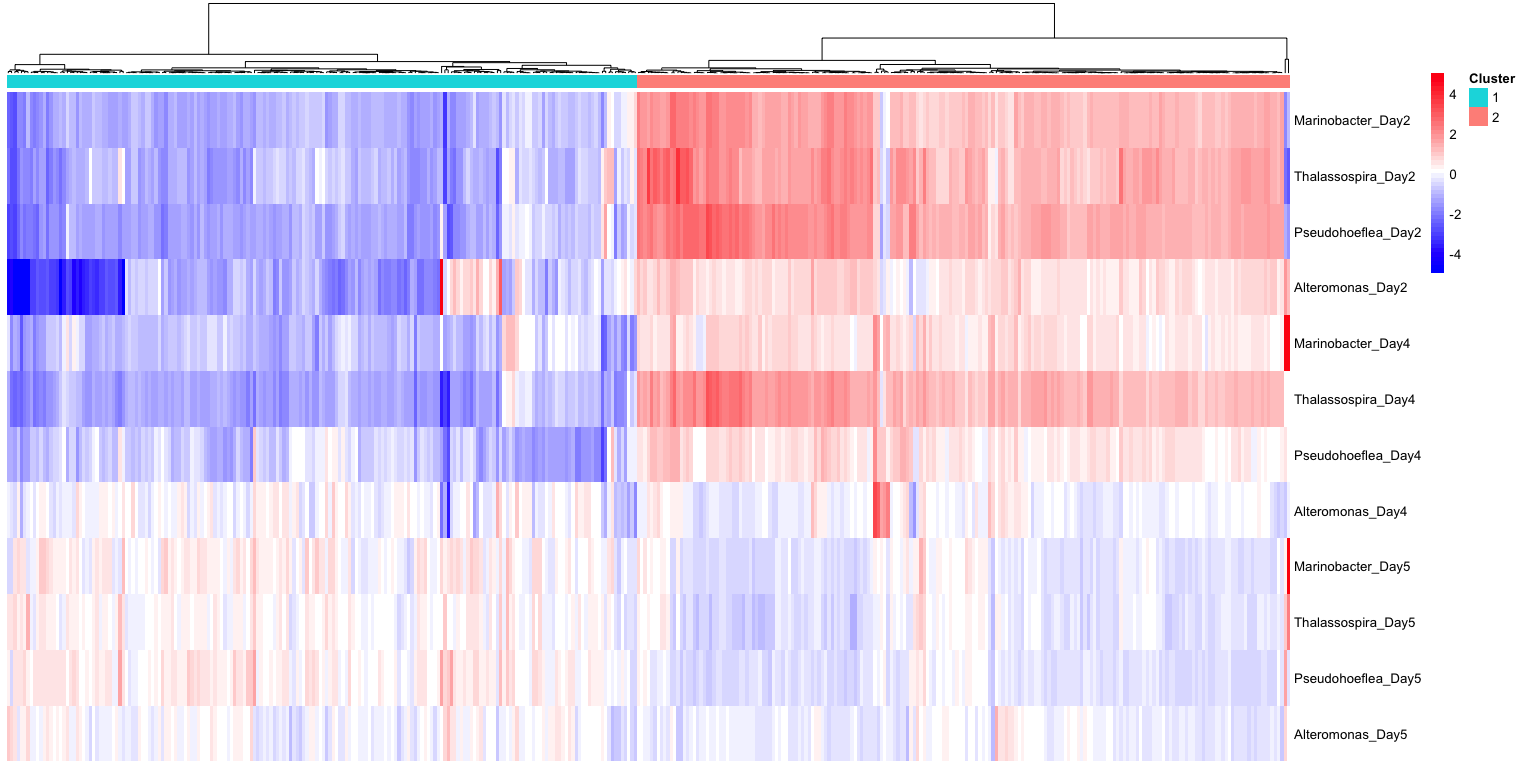 Cluster
1
2
4
2
0
-2
-4
Marinobacter_Day2
Thalassospira_Day2
Pseudohoeflea_Day2
Alteromonas_Day2
Marinobacter_Day4
Thalassospira_Day4
Pseudohoeflea_Day4
Alteromonas_Day4
Marinobacter_Day5
Thalassospira_Day5
Pseudohoeflea_Day5
Alteromonas_Day5